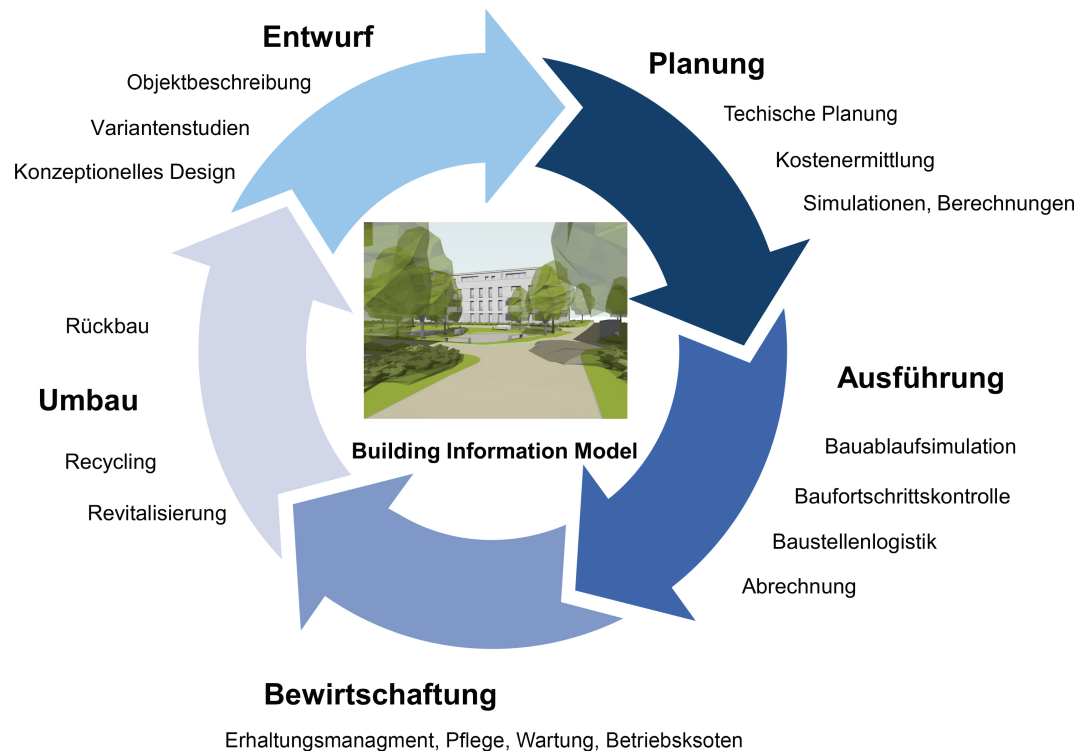 Entwurf
Objektbeschreibung
Variantenstudien
Konzeptionelles Design
Planung
Techische Planung
Kostenermittlung
Simulationen, Berechnungen
Ausführung
Bauablaufsimulation
Baufortschrittskontrolle
Baustellenlogistik
Abrechnung
Bewirtschaftung
Erhaltungsmanagment, Pflege, Wartung, Betriebsksoten
Rückbau
Umbau
Recycling
Revitalisierung
Building Information Model